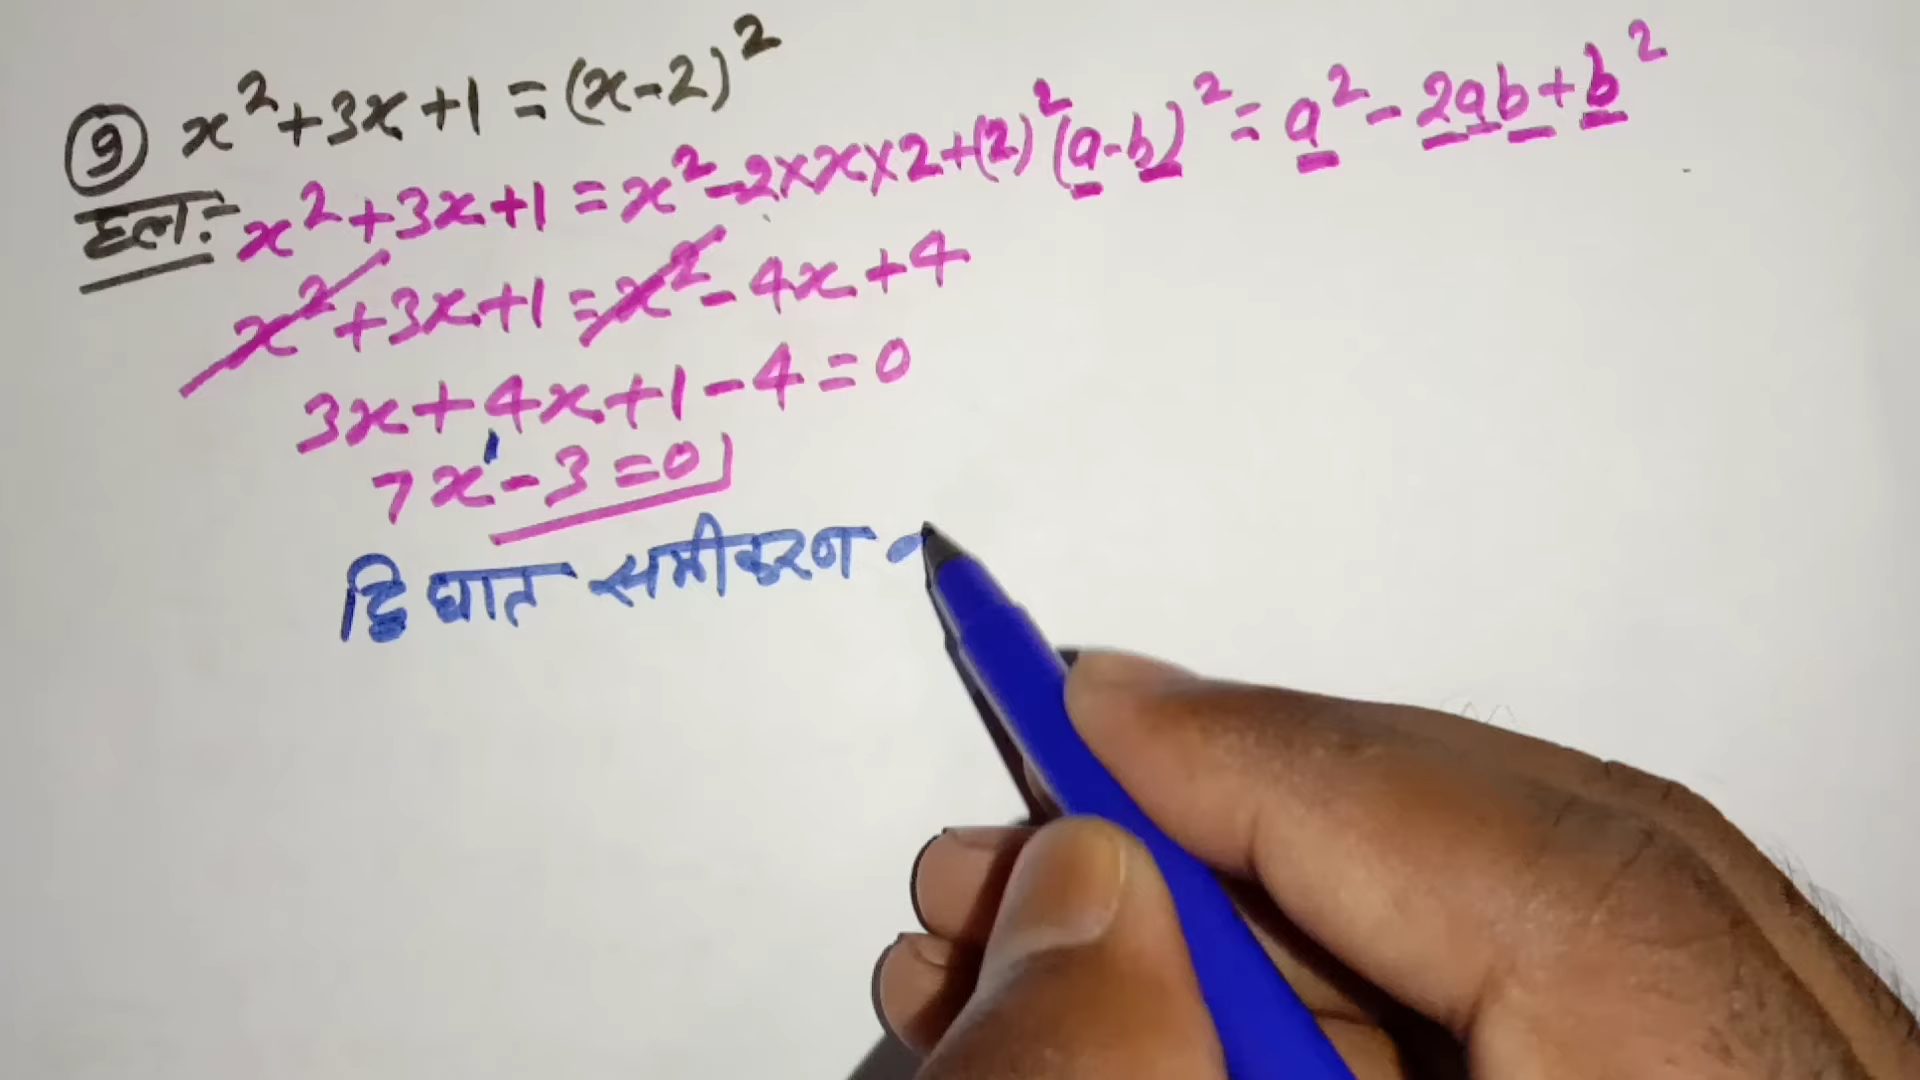 9 x²+3x+1=(x-2)²
हल:- x²+3x+1=x²-2×x×2+(2)² (a-b)²=a²-2ab+b²
x²+3x+1=x²-4x+4
3x+4x+1-4=0
7x¹-3=0
द्विघात समीकरण